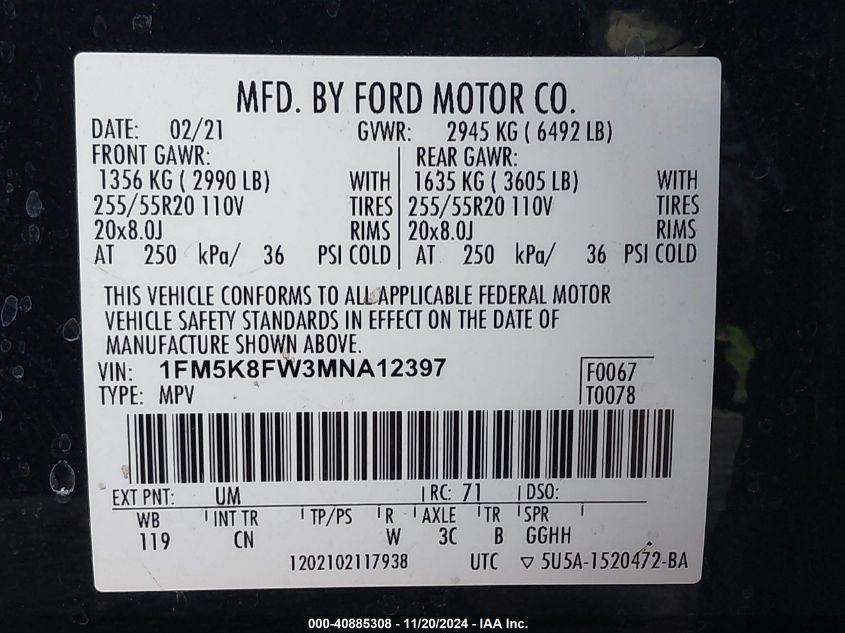 MFD. BY FORD MOTOR CO.
DATE: 02/21 GVWR: 2945 KG ( 6492 LB)
FRONT GAWR: REAR GAWR:
1356 KG ( 2990 LB) WITH 1635 KG ( 3605 LB) WITH
255/55R20 110V TIRES 255/55R20 110V TIRES
20x8.0J RIMS 20x8.0J RIMS
AT 250 kPa/ 36 PSI COLD AT 250 kPa/ 36 PSI COLD
THIS VEHICLE CONFORMS TO ALL APPLICABLE FEDERAL MOTOR
VEHICLE SAFETY STANDARDS IN EFFECT ON THE DATE OF
MANUFACTURE SHOWN ABOVE.
VIN: 1FM5K8FW3MNA12397 F0067
TYPE: MPV T0078
EXT PNT: UM RC: 71 DSO:
WB INT TR TP/PS R AXLE TR SPR
119 CN W 3C B GGHH
1202102117938 UTC ▽ 5U5A-1520472-BA
000-40885308 - 11/20/2024 - IAA Inc.